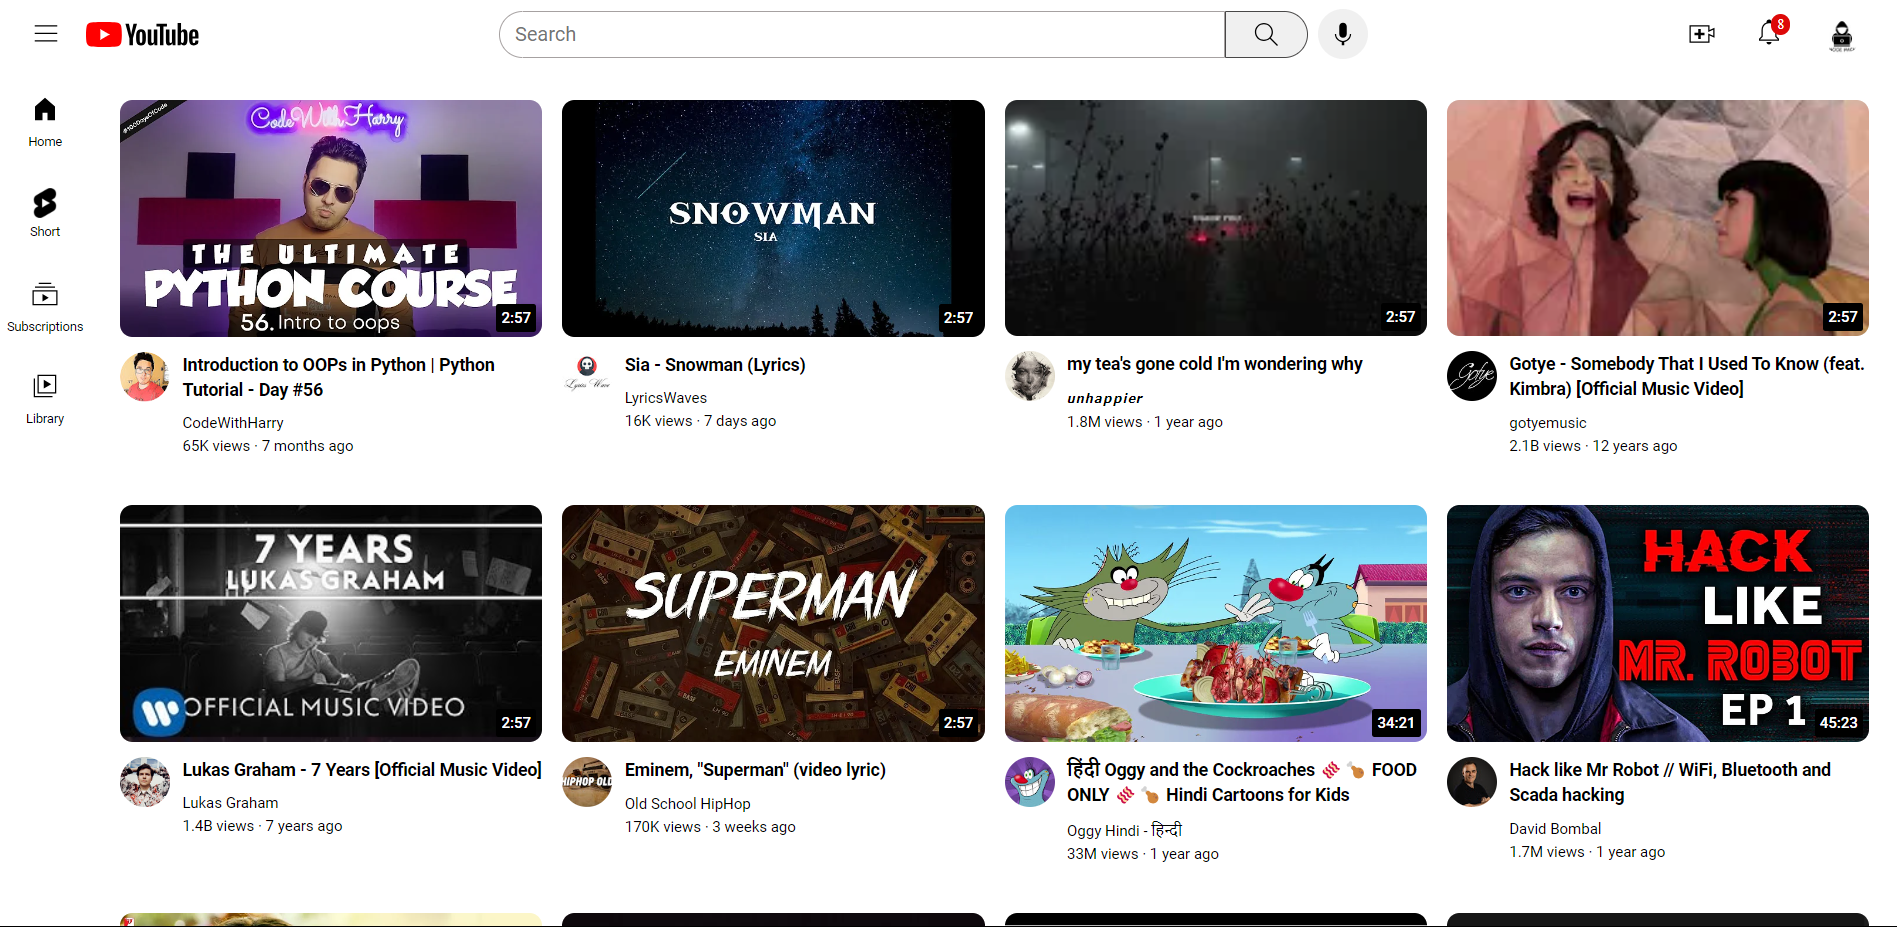 YouTube
Search
8
Home
Short
Subscriptions
Library
#100DaysOfCode
CodeWithHarry
THE ULTIMATE
PYTHON COURSE
56. Intro to oops
2:57
Introduction to OOPs in Python | Python
Tutorial - Day #56
CodeWithHarry
65K views · 7 months ago
SNOWMAN
SIA
2:57
Lyrics Wave
Sia - Snowman (Lyrics)
LyricsWaves
16K views · 7 days ago
2:57
my tea's gone cold I'm wondering why
unhappier
1.8M views · 1 year ago
2:57
Gotye
Gotye - Somebody That I Used To Know (feat.
Kimbra) [Official Music Video]
gotyemusic
2.1B views · 12 years ago
7 YEARS
LUKAS GRAHAM
OFFICIAL MUSIC VIDEO
2:57
Lukas Graham - 7 Years [Official Music Video]
Lukas Graham
1.4B views · 7 years ago
SUPERMAN
EMINEM
2:57
HIPHOP OLD
Eminem, "Superman" (video lyric)
Old School HipHop
170K views · 3 weeks ago
34:21
हिंदी Oggy and the Cockroaches 🥓 🍗 FOOD
ONLY 🥓 🍗 Hindi Cartoons for Kids
Oggy Hindi - हिन्दी
33M views · 1 year ago
HACK
LIKE
MR. ROBOT
EP 1
45:23
Hack like Mr Robot // WiFi, Bluetooth and
Scada hacking
David Bombal
1.7M views · 1 year ago